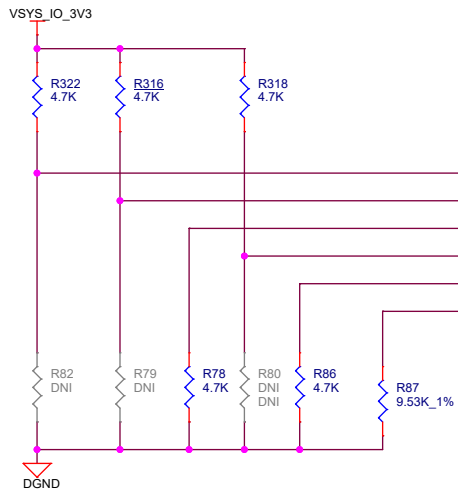 VSYS_IO_3V3
R322
4.7K
R316
4.7K
R318
4.7K
R82
DNI
R79
DNI
R78
4.7K
R80
DNI
DNI
R86
4.7K
R87
9.53K_1%
DGND